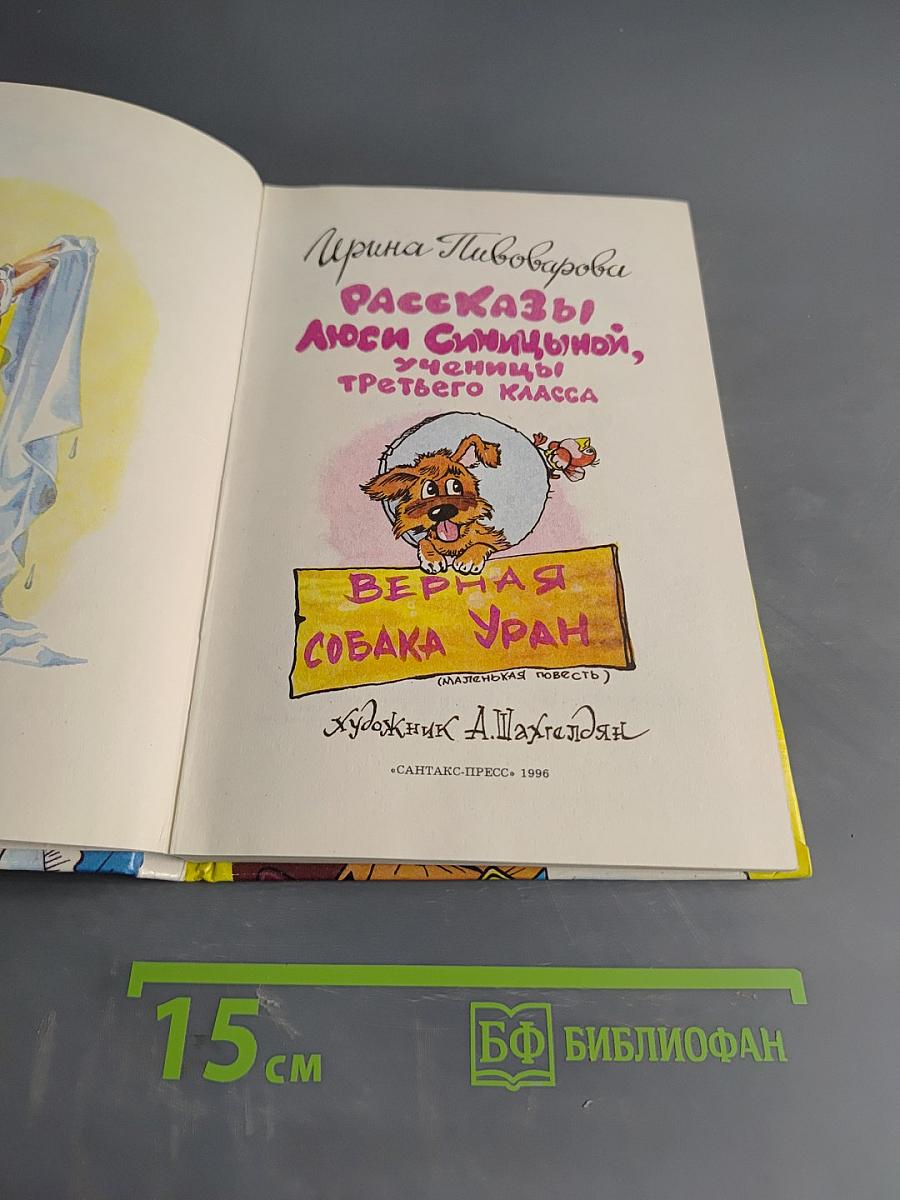 Ирина Пивоварова
РАССКАЗЫ
ЛЮСИ СИНИЦЫНОЙ,
УЧЕНИЦЫ
ТРЕТЬЕГО КЛАССА
ВЕРНАЯ
СОБАКА УРАН
(МАЛЕНЬКАЯ ПОВЕСТЬ)
Художник А. Шахгелдян
«САНТАКС-ПРЕСС» 1996
15 см
БФ БИБЛИОФАН